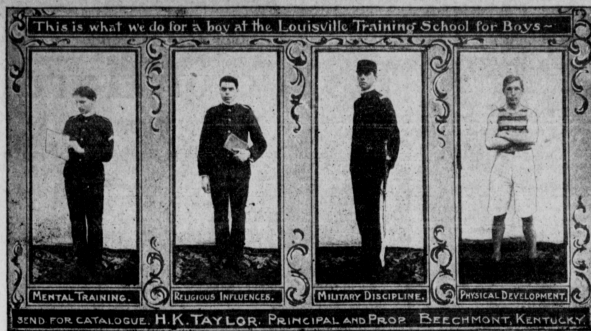 This is what we do for a boy at the Louisville Training School for Boys~
MENTAL TRAINING.
RELIGIOUS INFLUENCES.
MILITARY DISCIPLINE.
PHYSICAL DEVELOPMENT.
SEND FOR CATALOGUE. H.K. TAYLOR. PRINCIPAL AND PROP BEECHMONT, KENTUCKY.